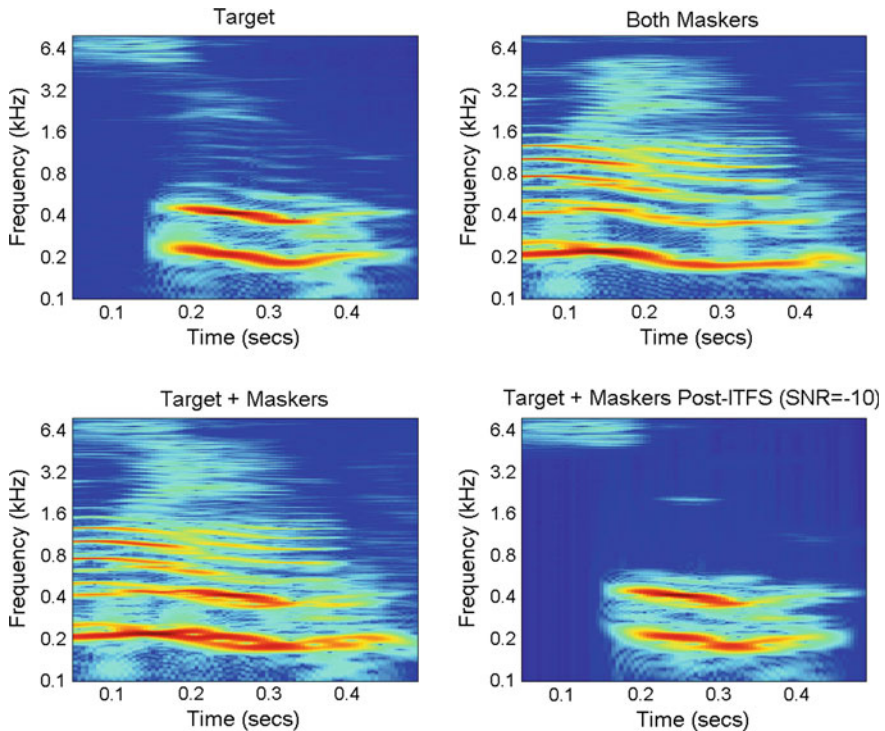 Target
Frequency (kHz)
6.4
3.2
1.6
0.8
0.4
0.2
0.1
0.1 0.2 0.3 0.4
Time (secs)
Both Maskers
Frequency (kHz)
6.4
3.2
1.6
0.8
0.4
0.2
0.1
0.1 0.2 0.3 0.4
Time (secs)
Target + Maskers
Frequency (kHz)
6.4
3.2
1.6
0.8
0.4
0.2
0.1
0.1 0.2 0.3 0.4
Time (secs)
Target + Maskers Post-ITFS (SNR=-10)
Frequency (kHz)
6.4
3.2
1.6
0.8
0.4
0.2
0.1
0.1 0.2 0.3 0.4
Time (secs)